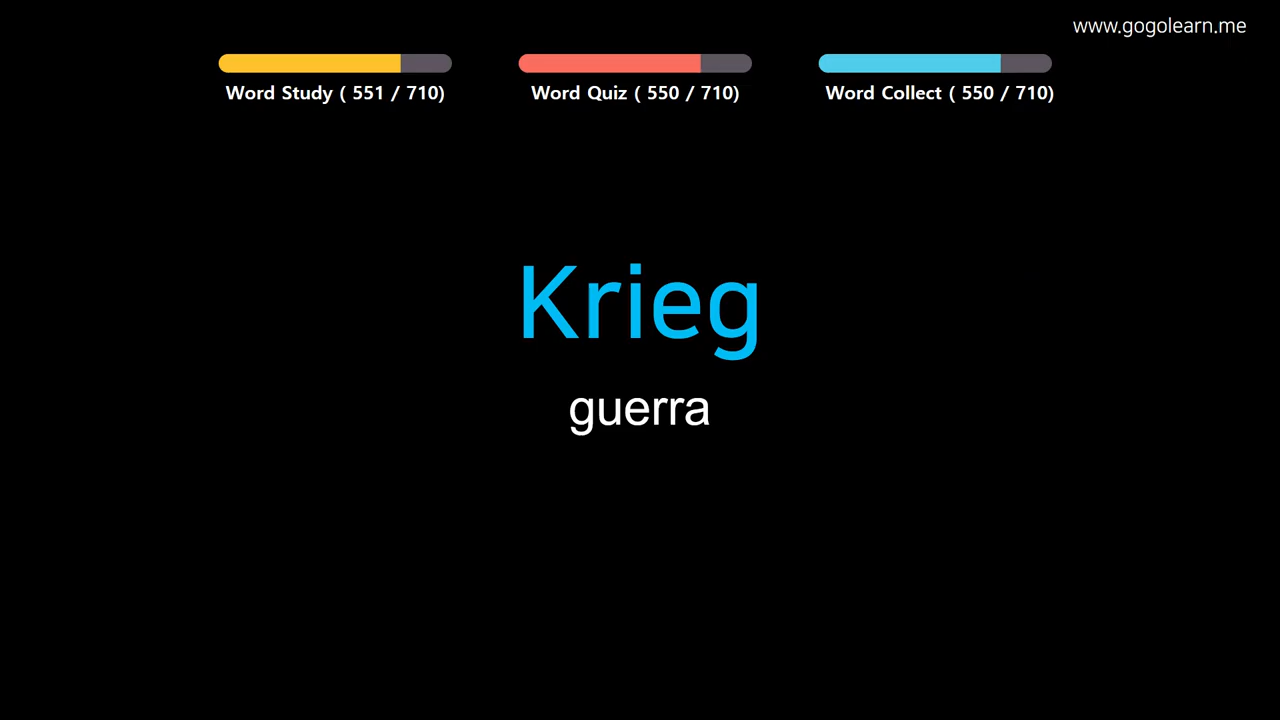 www.gogolearn.me
Word Study ( 551 / 710)
Word Quiz ( 550 / 710)
Word Collect ( 550 / 710)
Krieg
guerra